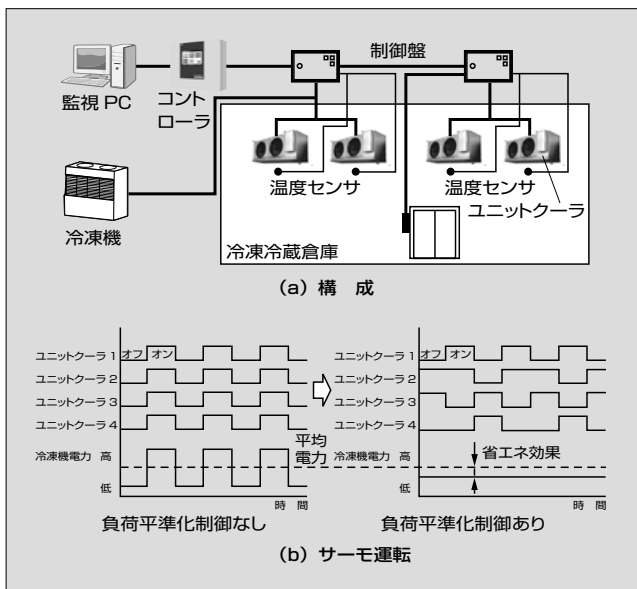 制御盤
監視 PC
コント
ローラ
温度センサ
温度センサ
ユニットクーラ
冷凍機
冷凍冷蔵倉庫
(a) 構 成
ユニットクーラ 1
オフ オン
ユニットクーラ 2
ユニットクーラ 3
ユニットクーラ 4
冷凍機電力 高
低
時 間
負荷平準化制御なし
平均
電力
ユニットクーラ 1
オフ オン
ユニットクーラ 2
ユニットクーラ 3
ユニットクーラ 4
冷凍機電力 高
省エネ効果
低
時 間
負荷平準化制御あり
(b) サーモ運転